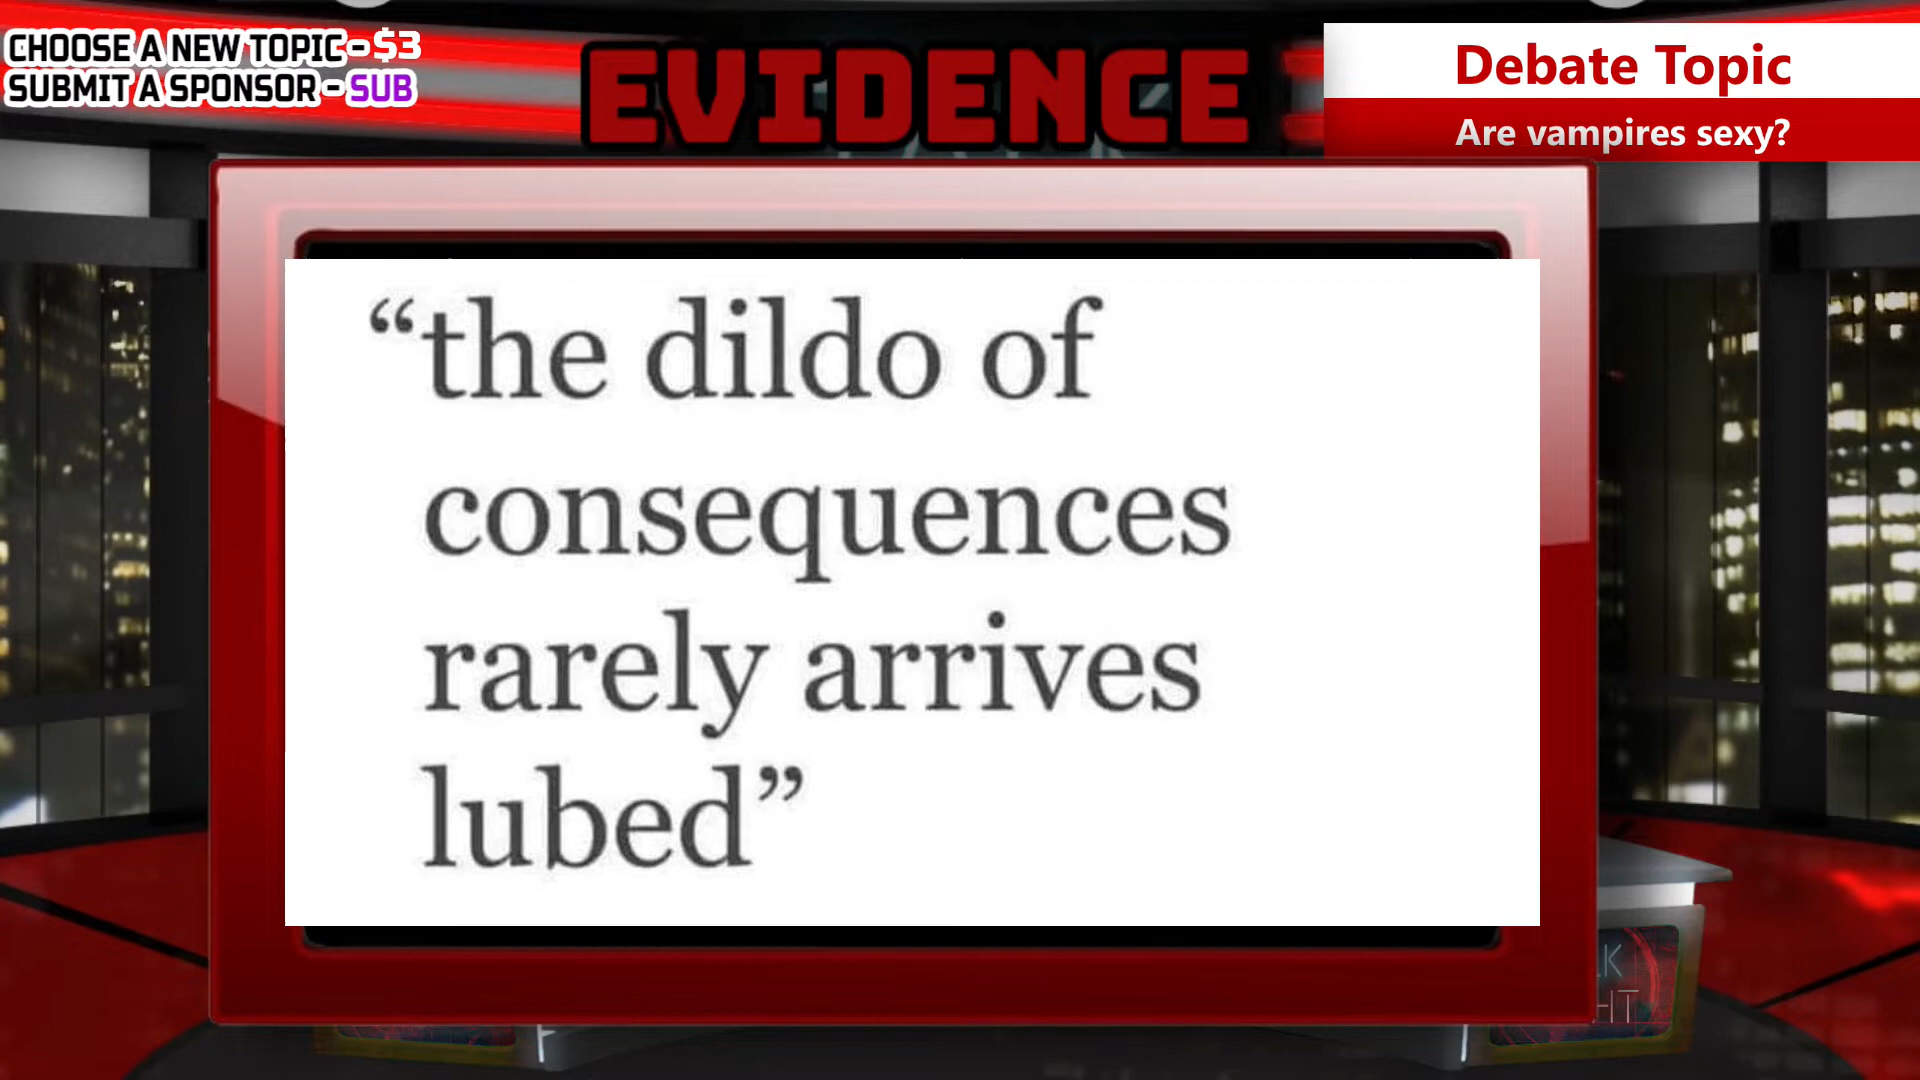 CHOOSE A NEW TOPIC - $3
SUBMIT A SPONSOR - SUB
EVIDENCE
Debate Topic
Are vampires sexy?
“the dildo of
consequences
rarely arrives
lubed”